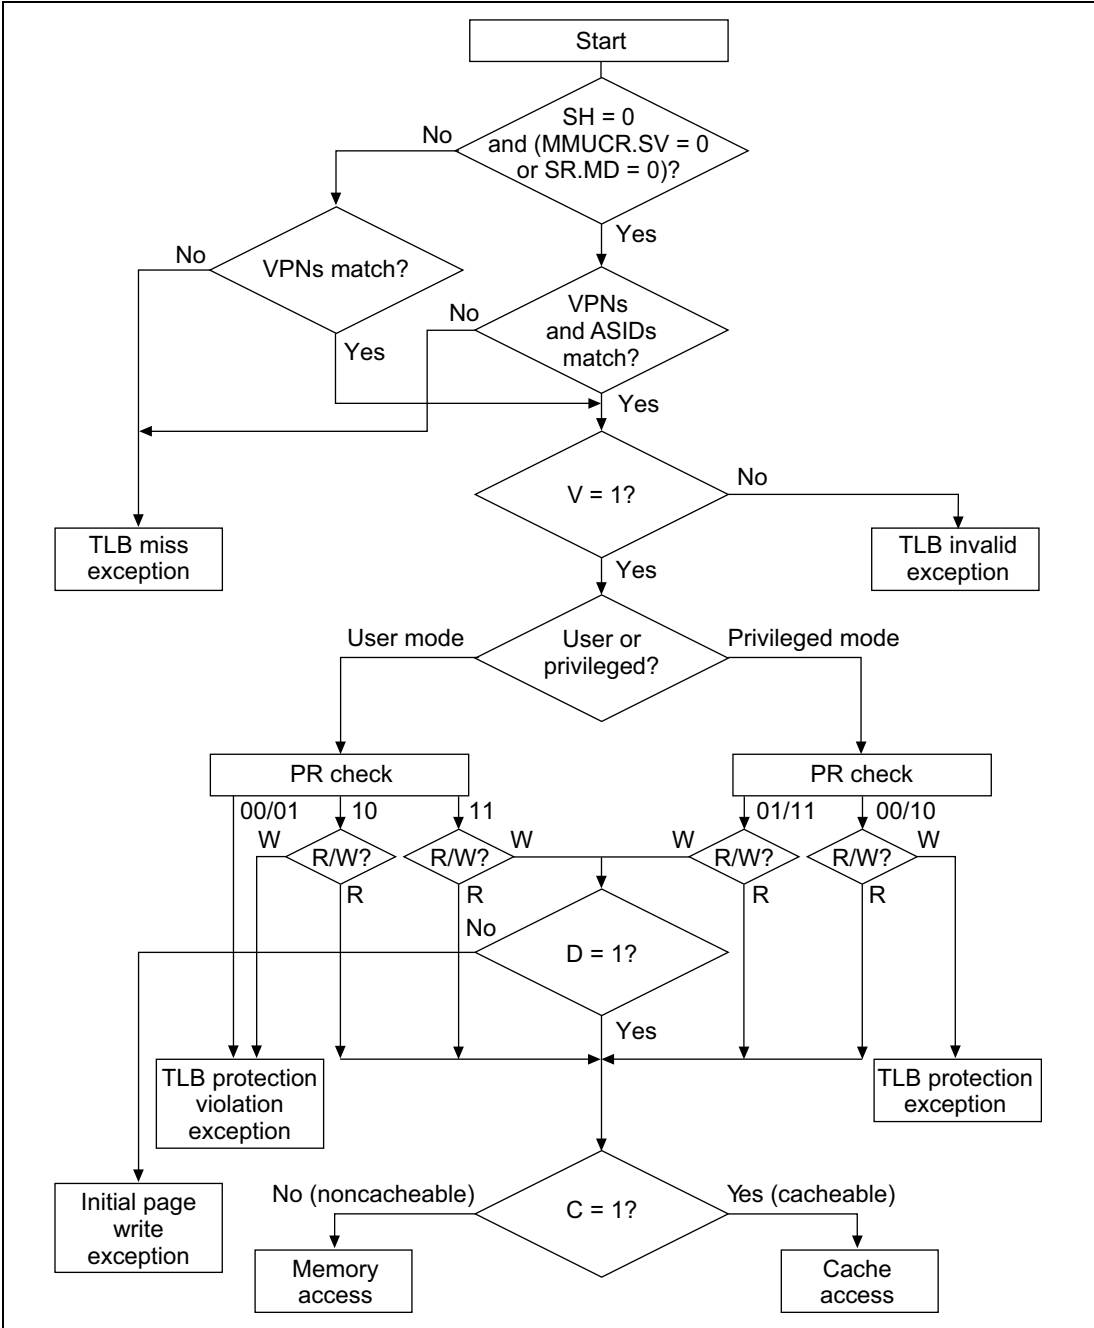 Start
SH = 0
and (MMUCR.SV = 0
or SR.MD = 0)?
No
Yes
VPNs match?
No
Yes
VPNs
and ASIDs
match?
No
Yes
V = 1?
No
Yes
TLB miss
exception
TLB invalid
exception
User or
privileged?
User mode
Privileged mode
PR check
PR check
00/01
10
11
01/11
00/10
W
R/W?
R
R/W?
W
R
W
R/W?
R
R/W?
W
R
D = 1?
No
Yes
TLB protection
violation
exception
TLB protection
exception
Initial page
write
exception
C = 1?
No (noncacheable)
Yes (cacheable)
Memory
access
Cache
access